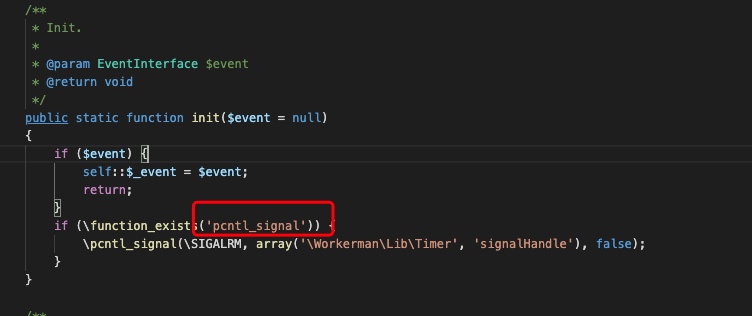 /**
 * Init.
 *
 * @param EventInterface $event
 * @return void
 */
public static function init($event = null)
{
    if ($event) {
        self::$_event = $event;
        return;
    }
    if (\function_exists('pcntl_signal')) {
        \pcntl_signal(\SIGALRM, array('\Workerman\Lib\Timer', 'signalHandle'), false);
    }
}
/**